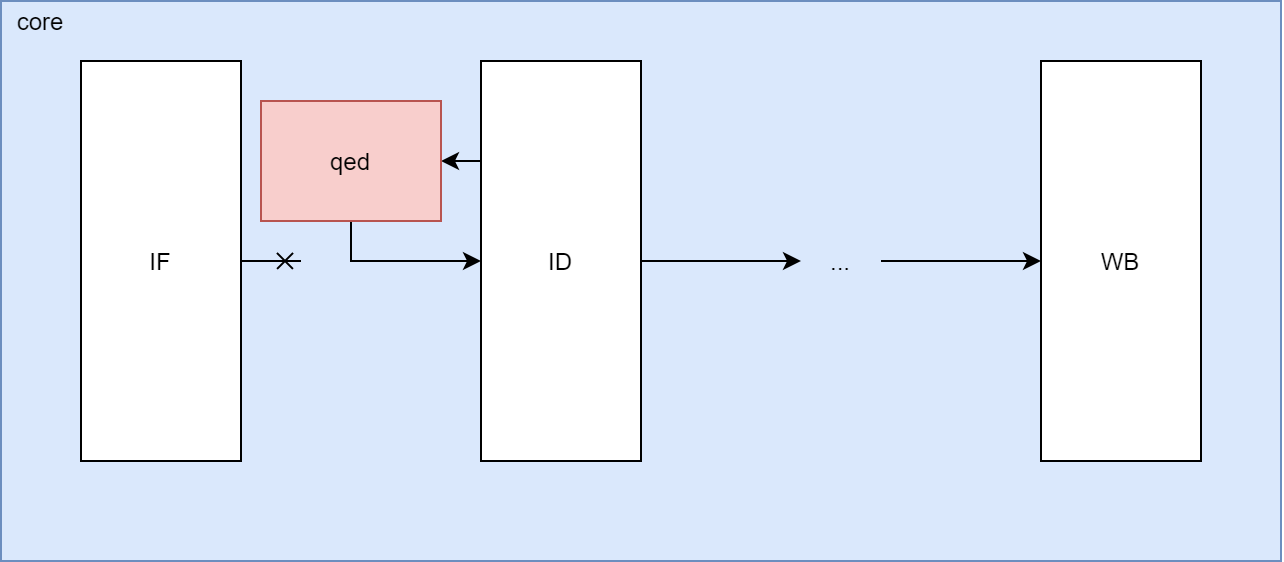 core
qed
IF
ID
...
WB